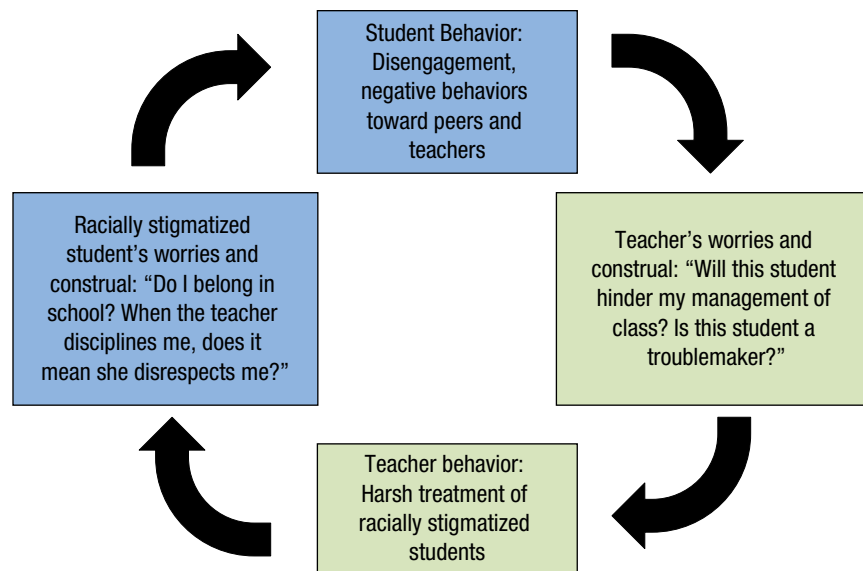 Student Behavior:
Disengagement,
negative behaviors
toward peers and
teachers
Racially stigmatized
student’s worries and
construal: “Do I belong in
school? When the teacher
disciplines me, does it
mean she disrespects me?”
Teacher’s worries and
construal: “Will this student
hinder my management of
class? Is this student a
troublemaker?”
Teacher behavior:
Harsh treatment of
racially stigmatized
students